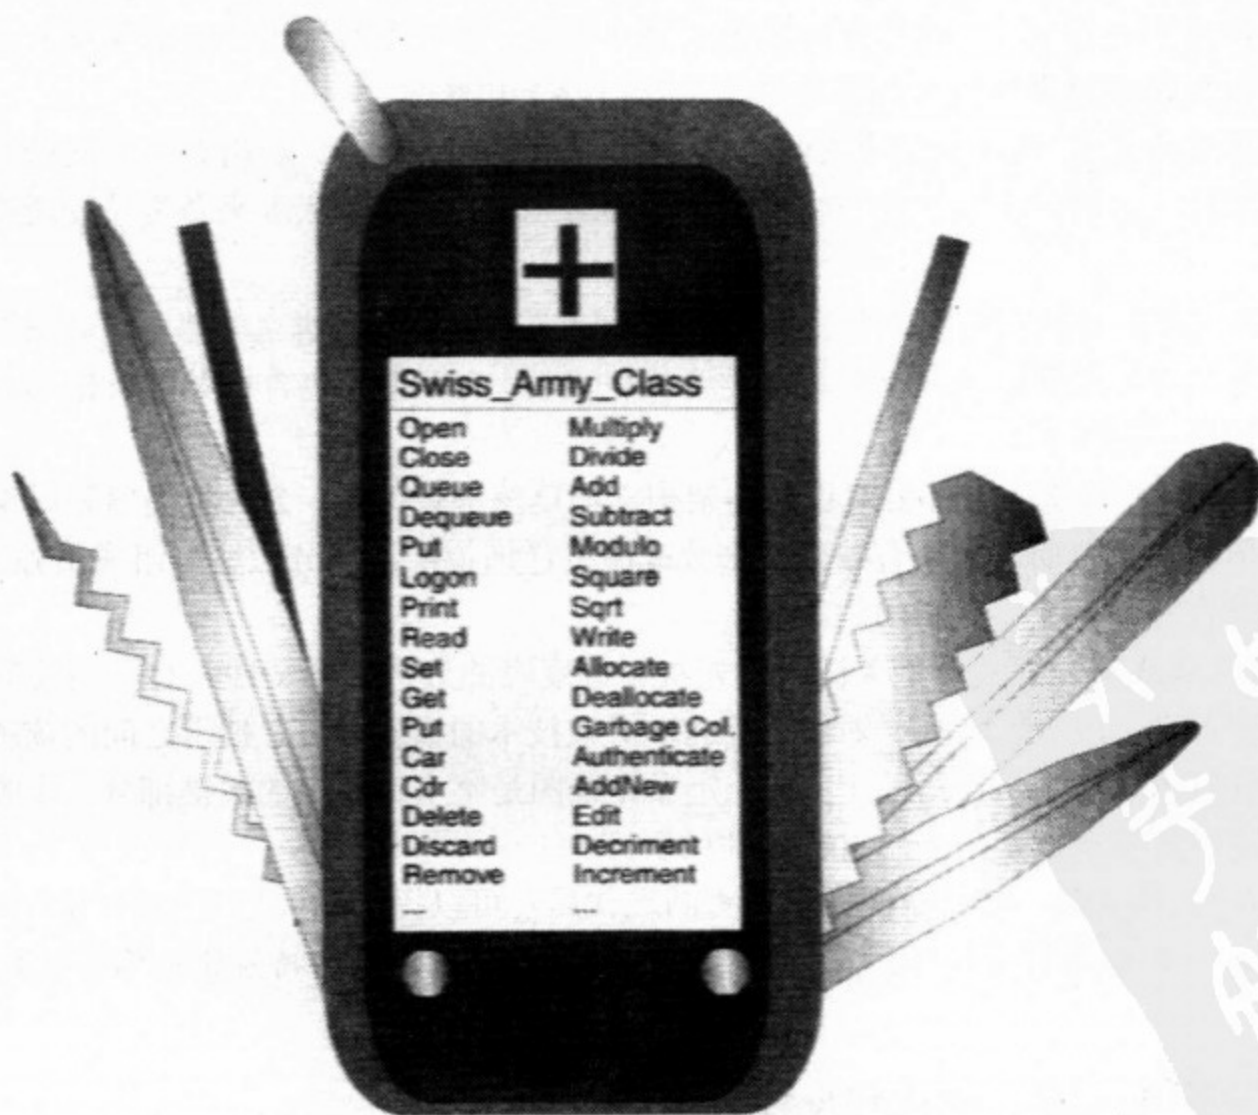 Swiss_Army_Class
Open Multiply
Close Divide
Queue Add
Dequeue Subtract
Put Modulo
Logon Square
Print Sqrt
Read Write
Set Allocate
Get Deallocate
Put Garbage Col.
Car Authenticate
Cdr AddNew
Delete Edit
Discard Decriment
Remove Increment
... ...